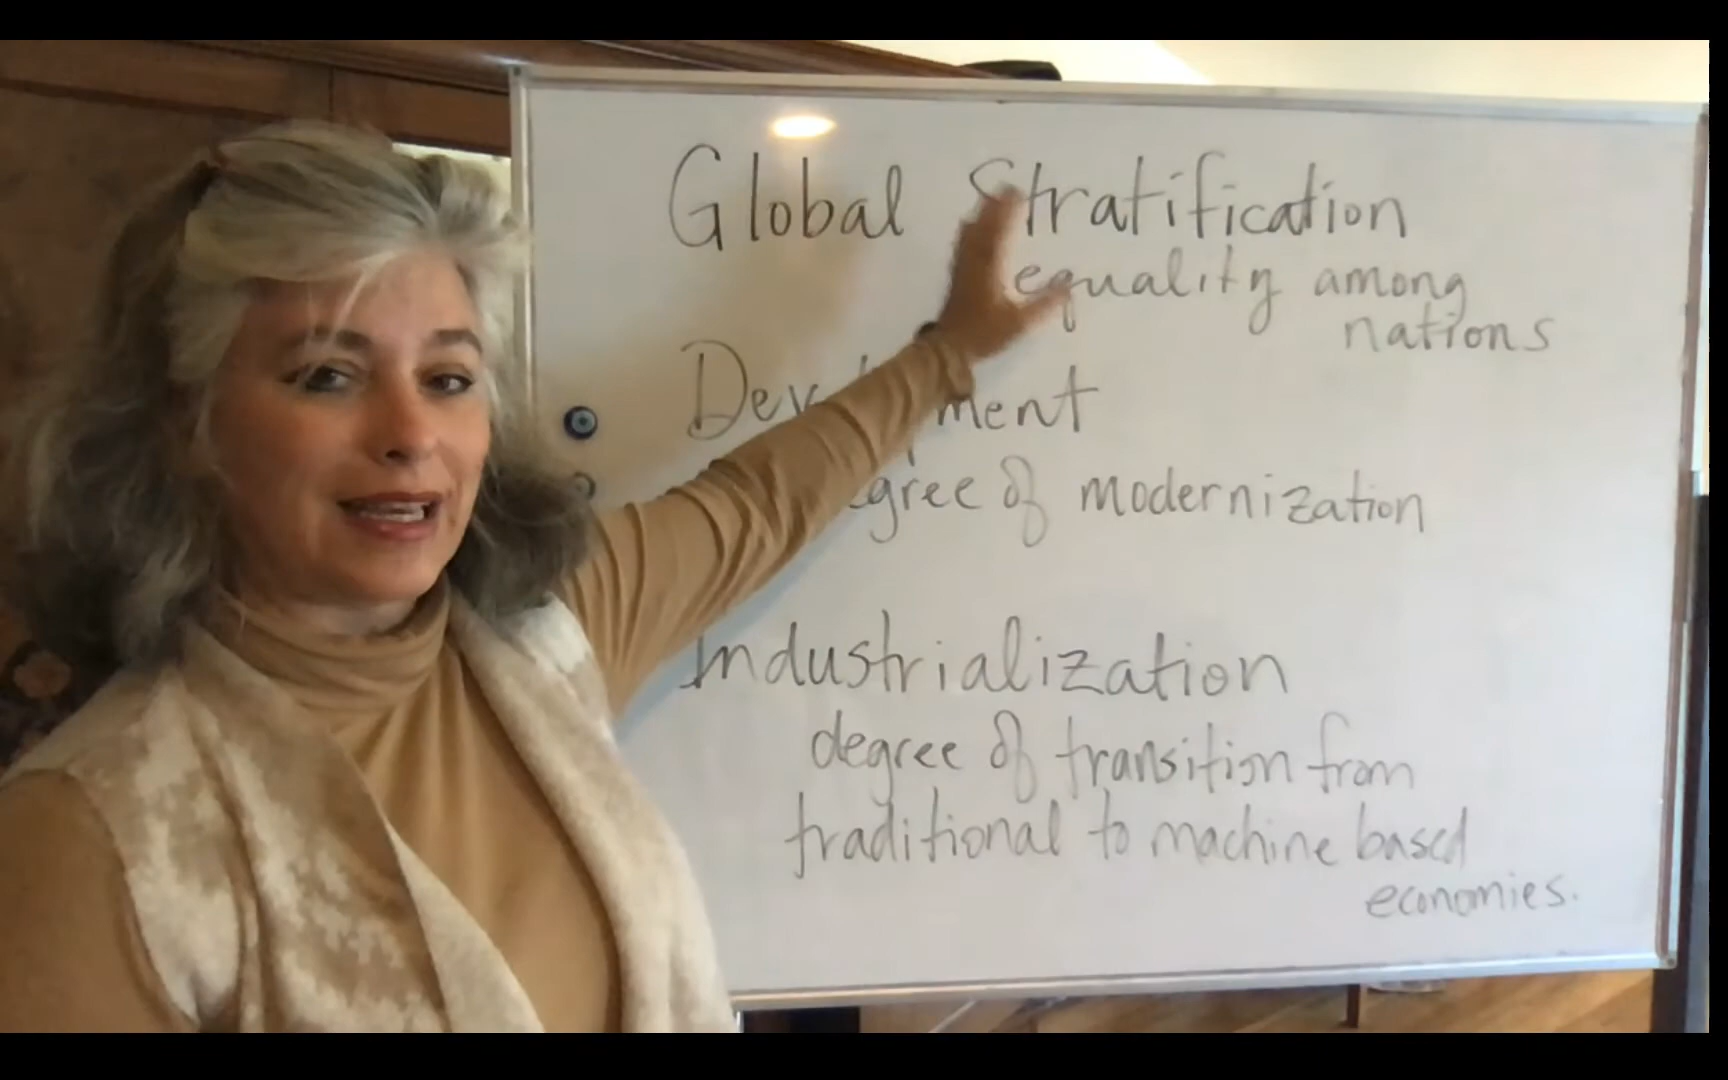 Global Stratification
equality among
nations
Dev ment
gree of modernization
Industrialization
degree of transition from
traditional to machine based
economies.